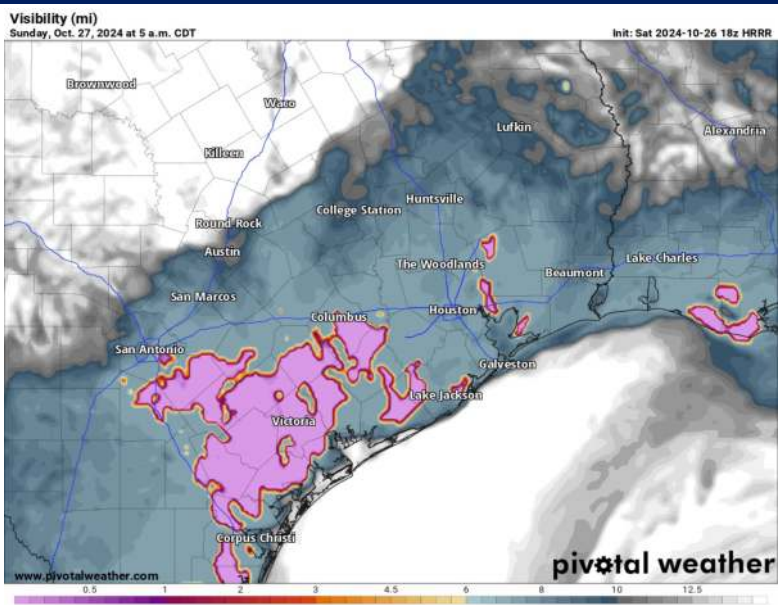 Visibility (mi)
Sunday, Oct. 27, 2024 at 5 a.m. CDT
Init: Sat 2024-10-26 18z HRRR
Brownwood
Waco
Lufkin
Alexandria
Killeen
Huntsville
College Station
Round Rock
Austin
The Woodlands
Lake Charles
Beaumont
San Marcos
Houston
Columbus
San Antonio
Galveston
Lake Jackson
Victoria
Corpus Christi
pivotal weather
www.pivotalweather.com
0.5 1 2 3 4.5 6 8 10 12.5